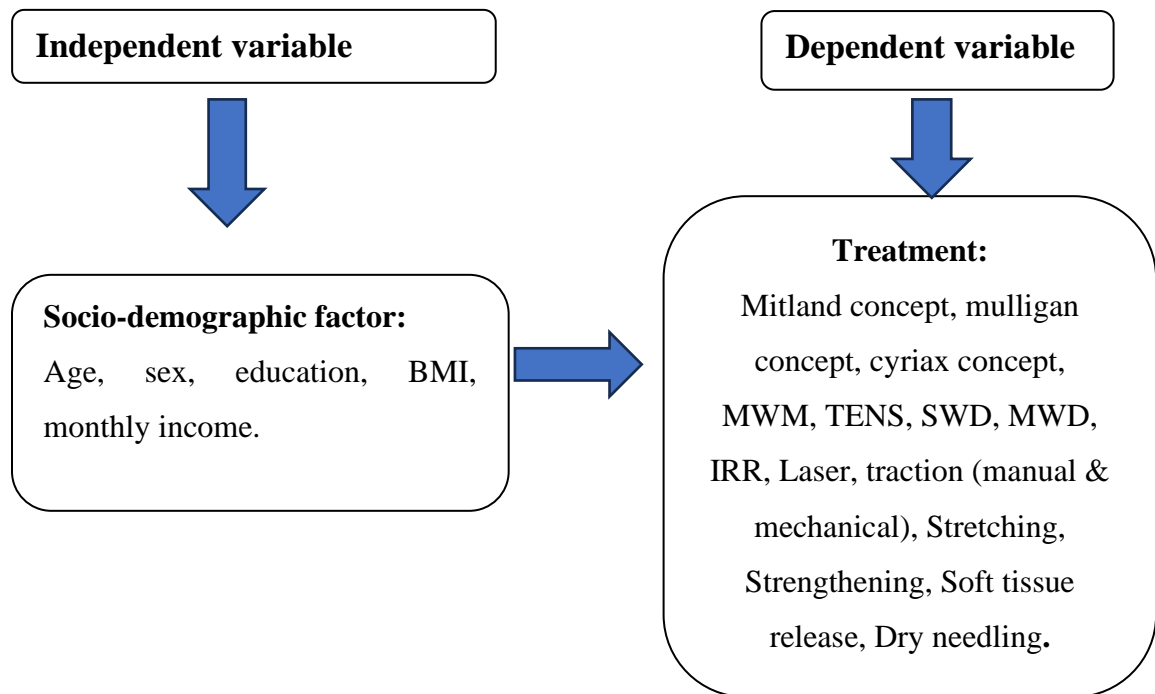 Independent variable
Dependent variable
Socio-demographic factor:
Age, sex, education, BMI,
monthly income.
Treatment:
Mitland concept, mulligan
concept, cyriax concept,
MWM, TENS, SWD, MWD,
IRR, Laser, traction (manual &
mechanical), Stretching,
Strengthening, Soft tissue
release, Dry needling.